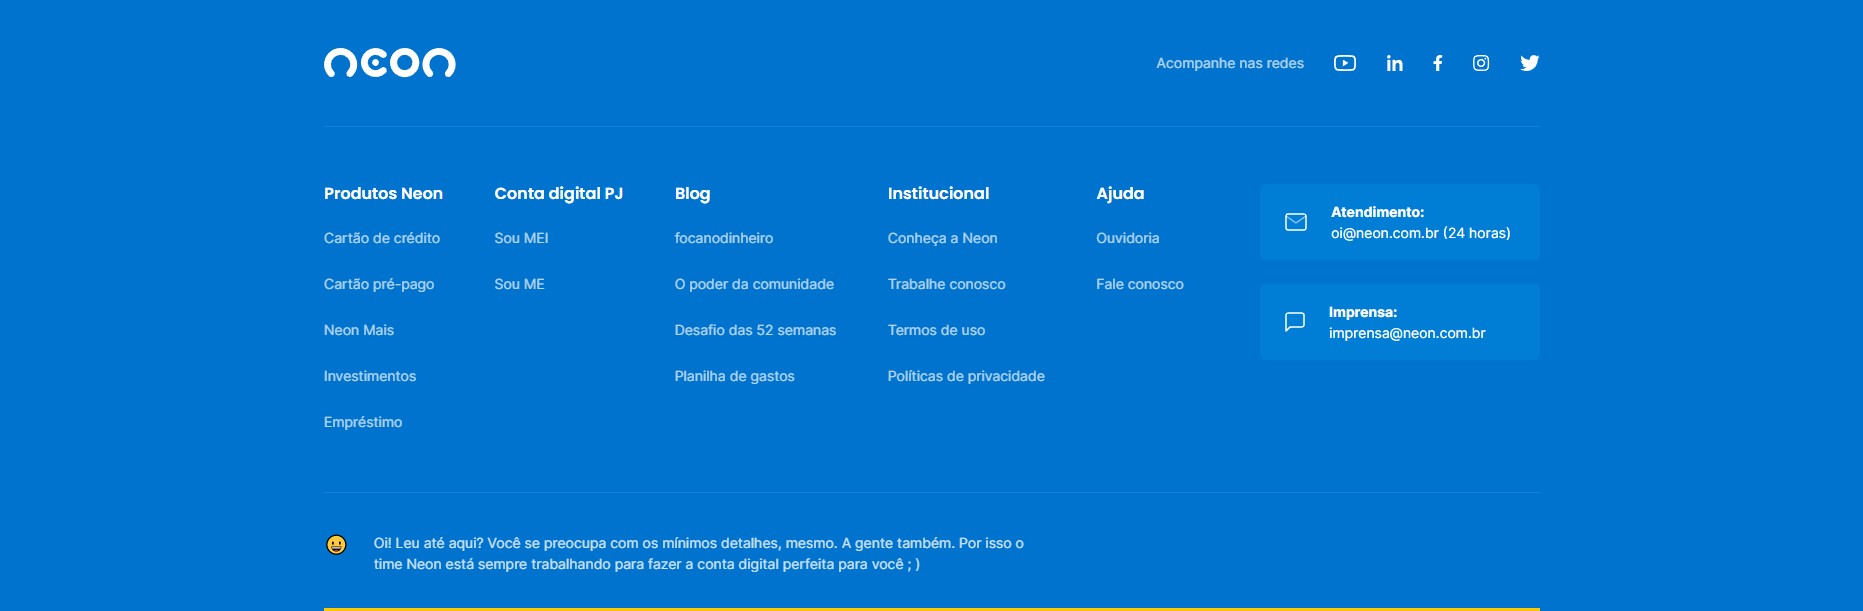 neon
Acompanhe nas redes
Produtos Neon
Cartão de crédito
Cartão pré-pago
Neon Mais
Investimentos
Empréstimo
Conta digital PJ
Sou MEI
Sou ME
Blog
focanodinheiro
O poder da comunidade
Desafio das 52 semanas
Planilha de gastos
Institucional
Conheça a Neon
Trabalhe conosco
Termos de uso
Políticas de privacidade
Ajuda
Ouvidoria
Fale conosco
Atendimento:
oi@neon.com.br (24 horas)
Imprensa:
imprensa@neon.com.br
Oi! Leu até aqui? Você se preocupa com os mínimos detalhes, mesmo. A gente também. Por isso o
time Neon está sempre trabalhando para fazer a conta digital perfeita para você ; )